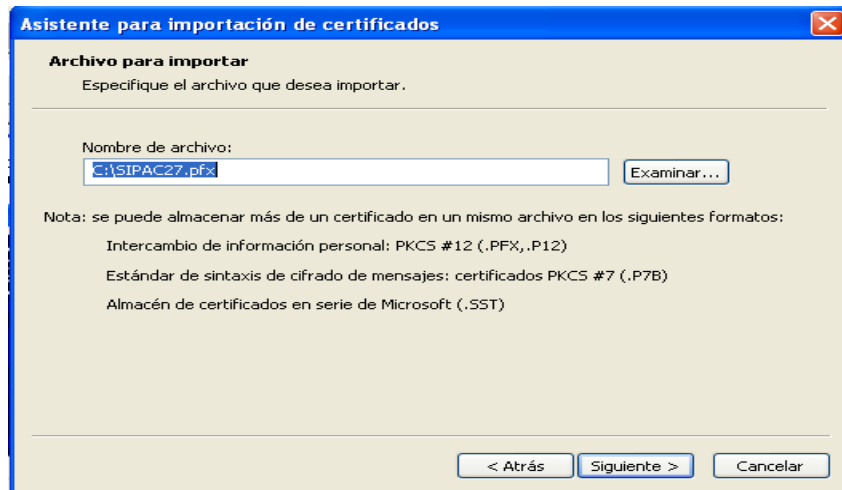 Asistente para importación de certificados
Archivo para importar
Especifique el archivo que desea importar.
Nombre de archivo:
C:\SIPAC27.pfx
Examinar...
Nota: se puede almacenar más de un certificado en un mismo archivo en los siguientes formatos:
Intercambio de información personal: PKCS #12 (.PFX,.P12)
Estándar de sintaxis de cifrado de mensajes: certificados PKCS #7 (.P7B)
Almacén de certificados en serie de Microsoft (.SST)
< Atrás Siguiente > Cancelar